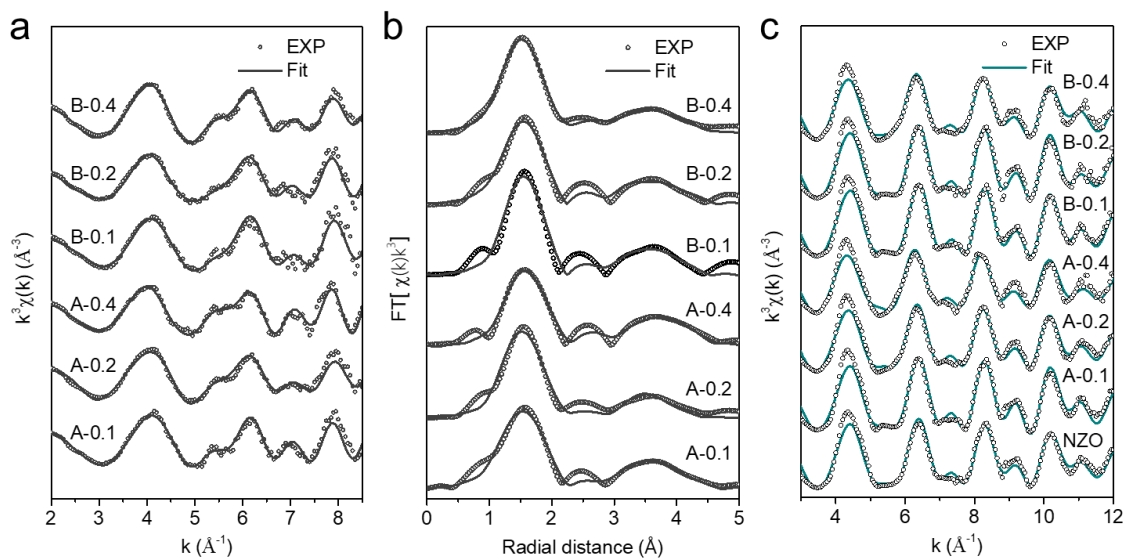 a
EXP
Fit
B-0.4
B-0.2
B-0.1
A-0.4
A-0.2
A-0.1
k³χ(k) (Å⁻³)
2 3 4 5 6 7 8
k (Å⁻¹)
b
EXP
Fit
B-0.4
B-0.2
B-0.1
A-0.4
A-0.2
A-0.1
FT[ χ(k)k³]
0 1 2 3 4 5
Radial distance (Å)
c
EXP
Fit
B-0.4
B-0.2
B-0.1
A-0.4
A-0.2
A-0.1
NZO
k³χ(k) (Å⁻³)
4 6 8 10 12
k (Å⁻¹)